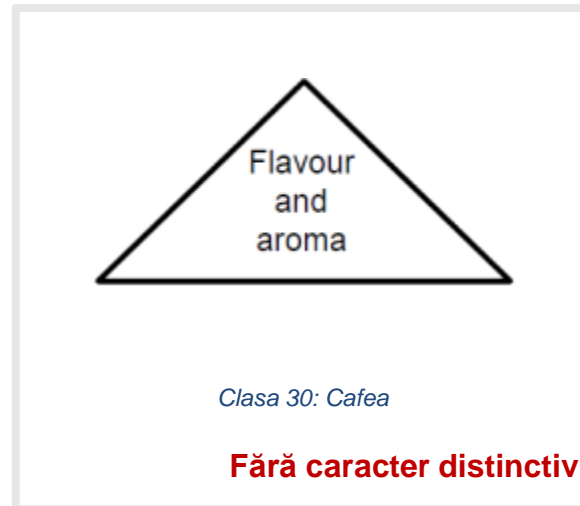 Flavour
and
aroma
Clasa 30: Cafea
Fără caracter distinctiv